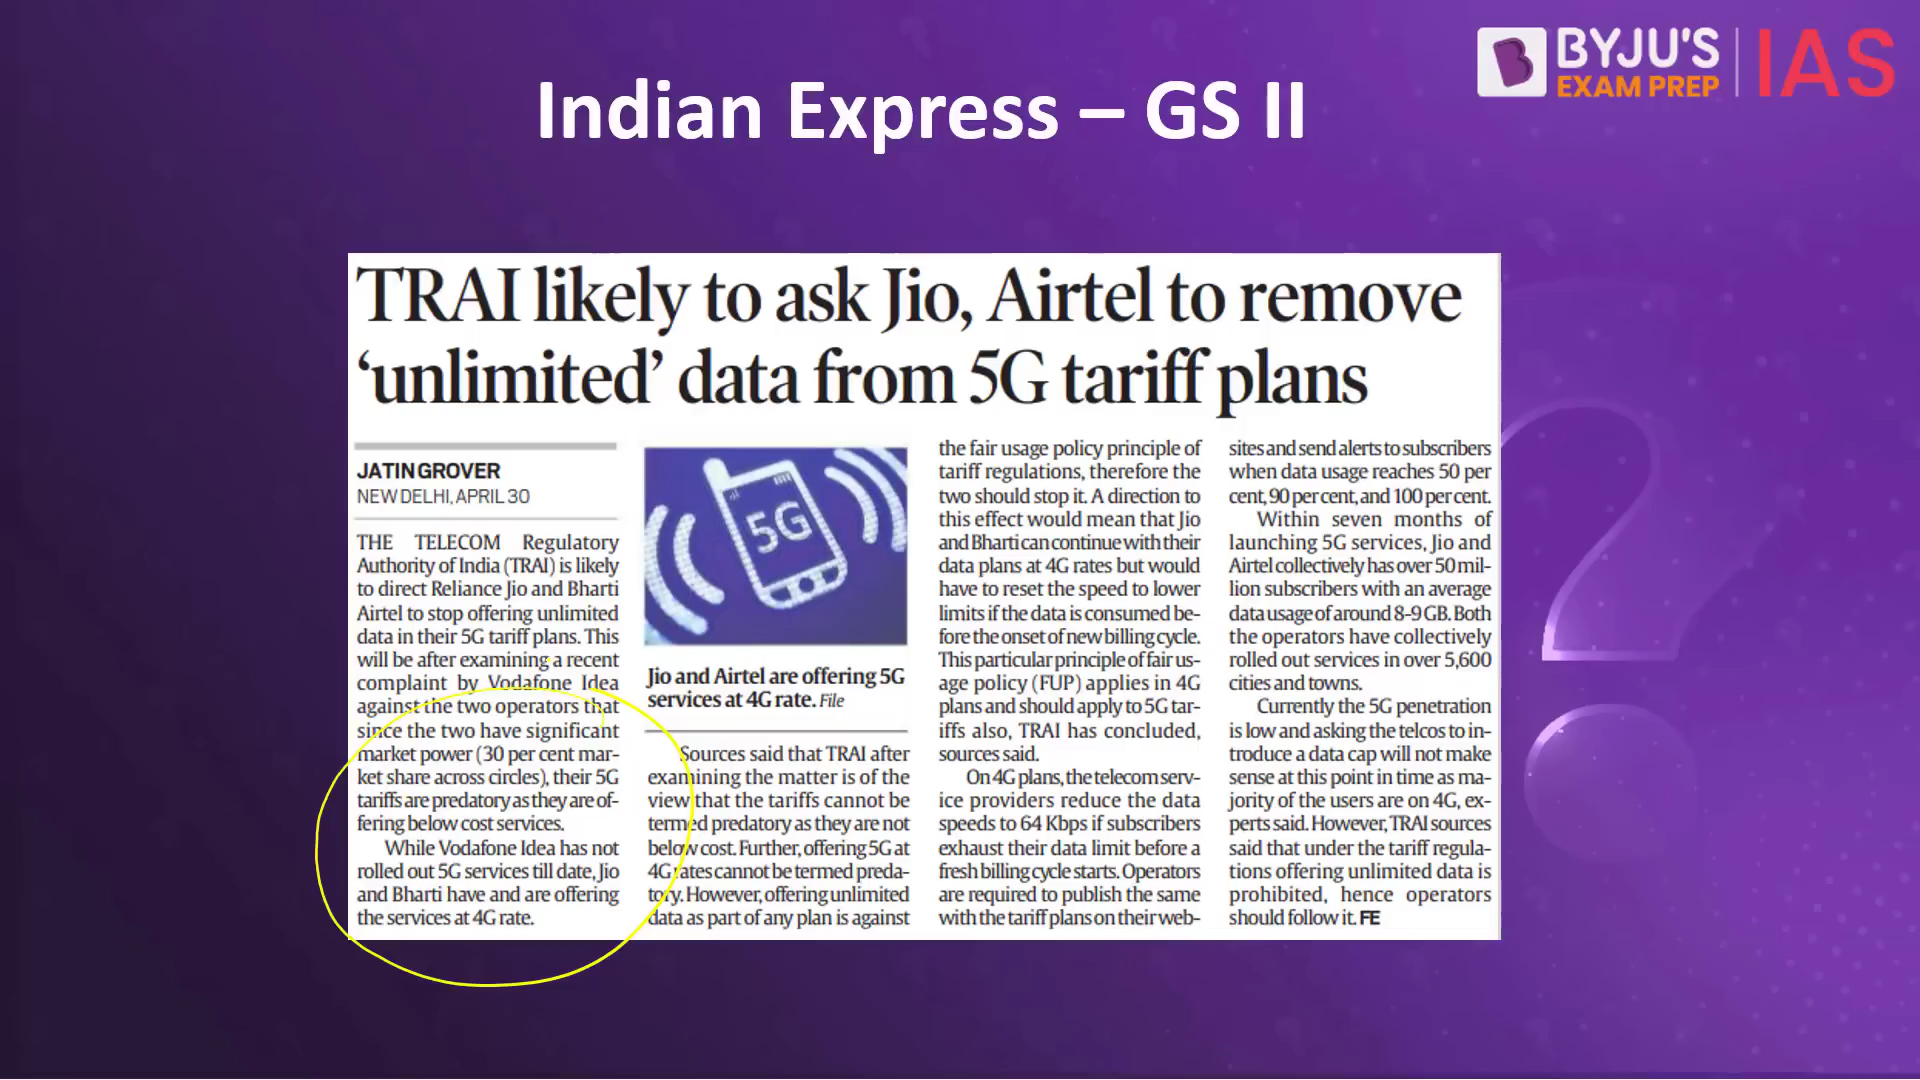 Indian Express – GS II
BYJU'S
EXAM PREP
IAS
TRAI likely to ask Jio, Airtel to remove
‘unlimited’ data from 5G tariff plans
JATIN GROVER
NEW DELHI, APRIL 30
THE TELECOM Regulatory
Authority of India (TRAI) is likely
to direct Reliance Jio and Bharti
Airtel to stop offering unlimited
data in their 5G tariff plans. This
will be after examining a recent
complaint by Vodafone Idea
against the two operators that
since the two have significant
market power (30 per cent mar-
ket share across circles), their 5G
tariffs are predatory as they are of-
fering below cost services.
While Vodafone Idea has not
rolled out 5G services till date, Jio
and Bharti have and are offering
the services at 4G rate.
5G
Jio and Airtel are offering 5G
services at 4G rate. File
Sources said that TRAI after
examining the matter is of the
view that the tariffs cannot be
termed predatory as they are not
below cost. Further, offering 5G at
4G rates cannot be termed preda-
tory. However, offering unlimited
data as part of any plan is against
the fair usage policy principle of
tariff regulations, therefore the
two should stop it. A direction to
this effect would mean that Jio
and Bharti can continue with their
data plans at 4G rates but would
have to reset the speed to lower
limits if the data is consumed be-
fore the onset of new billing cycle.
This particular principle of fair us-
age policy (FUP) applies in 4G
plans and should apply to 5G tar-
iffs also, TRAI has concluded,
sources said.
On 4G plans, the telecom serv-
ice providers reduce the data
speeds to 64 Kbps if subscribers
exhaust their data limit before a
fresh billing cycle starts. Operators
are required to publish the same
with the tariff plans on their web-
sites and send alerts to subscribers
when data usage reaches 50 per
cent, 90 per cent, and 100 per cent.
Within seven months of
launching 5G services, Jio and
Airtel collectively has over 50 mil-
lion subscribers with an average
data usage of around 8-9 GB. Both
the operators have collectively
rolled out services in over 5,600
cities and towns.
Currently the 5G penetration
is low and asking the telcos to in-
troduce a data cap will not make
sense at this point in time as ma-
jority of the users are on 4G, ex-
perts said. However, TRAI sources
said that under the tariff regula-
tions offering unlimited data is
prohibited, hence operators
should follow it. FE